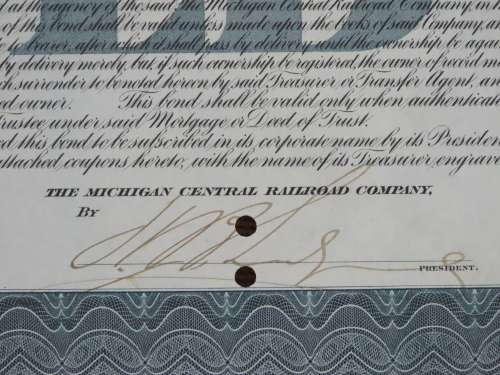 at the agency of the said the Michigan Central Railroad Company, in
of this bond shall be valid unless made upon the books of said Company, a
bearer, after which it shall pass by delivery until the ownership be aga
by delivery merely, but, if such ownership be registered, the owner of record m
such surrender to be noted hereon by said Treasurer or Transfer Agent, an
ed owner. This bond shall be valid only when authenticat
Trustee, under said Mortgage or Deed of Trust.
ed this bond to be subscribed in its corporate name by its Presiden
attached coupons hereto, with the name of its Treasurer engrave
THE MICHIGAN CENTRAL RAILROAD COMPANY,
BY
PRESIDENT.